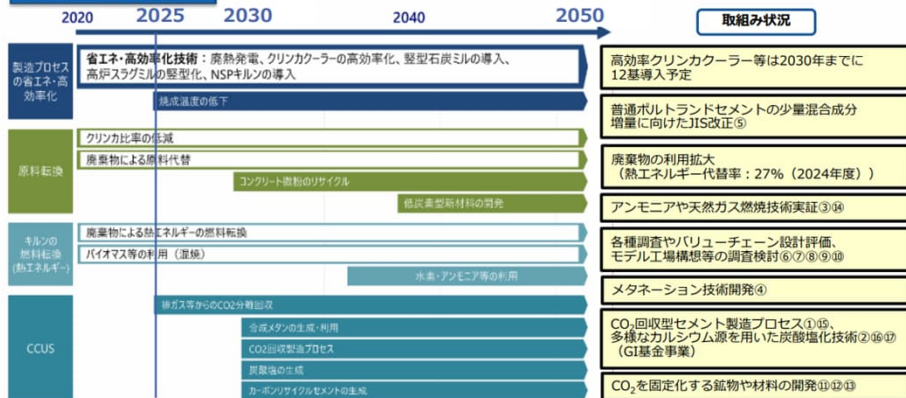 2020
2025
2030
2040
2050
取組み状況
製造プロセス
の省エネ・高
効率化
省エネ・高効率化技術：廃熱発電、クリンカクーラーの高効率化、竪型石炭ミルの導入、
高炉スラグミルの竪型化、NSPキルンの導入
焼成温度の低下
高効率クリンカクーラー等は2030年までに
12基導入予定
普通ポルトランドセメントの少量混合成分
増量に向けたJIS改正⑤
原料転換
クリンカ比率の低減
廃棄物による原料代替
コンクリート微粉のリサイクル
低炭素型新材料の開発
廃棄物の利用拡大
（熱エネルギー代替率：27%（2024年度））
アンモニアや天然ガス燃焼技術実証③⑭
キルンの
燃料転換
(熱エネルギー)
廃棄物による熱エネルギーの燃料転換
バイオマス等の利用（混焼）
水素・アンモニア等の利用
各種調査やバリューチェーン設計評価、
モデル工場構想等の調査検討⑥⑦⑧⑨⑩
メタネーション技術開発④
CCUS
排ガス等からのCO2分離回収
合成メタンの生成・利用
CO2回収製造プロセス
炭酸塩の生成
カーボンリサイクルセメントの生成
CO₂回収型セメント製造プロセス①⑮、
多様なカルシウム源を用いた炭酸塩化技術②⑯⑰
（GI基金事業）
CO₂を固定化する鉱物や材料の開発⑪⑫⑬